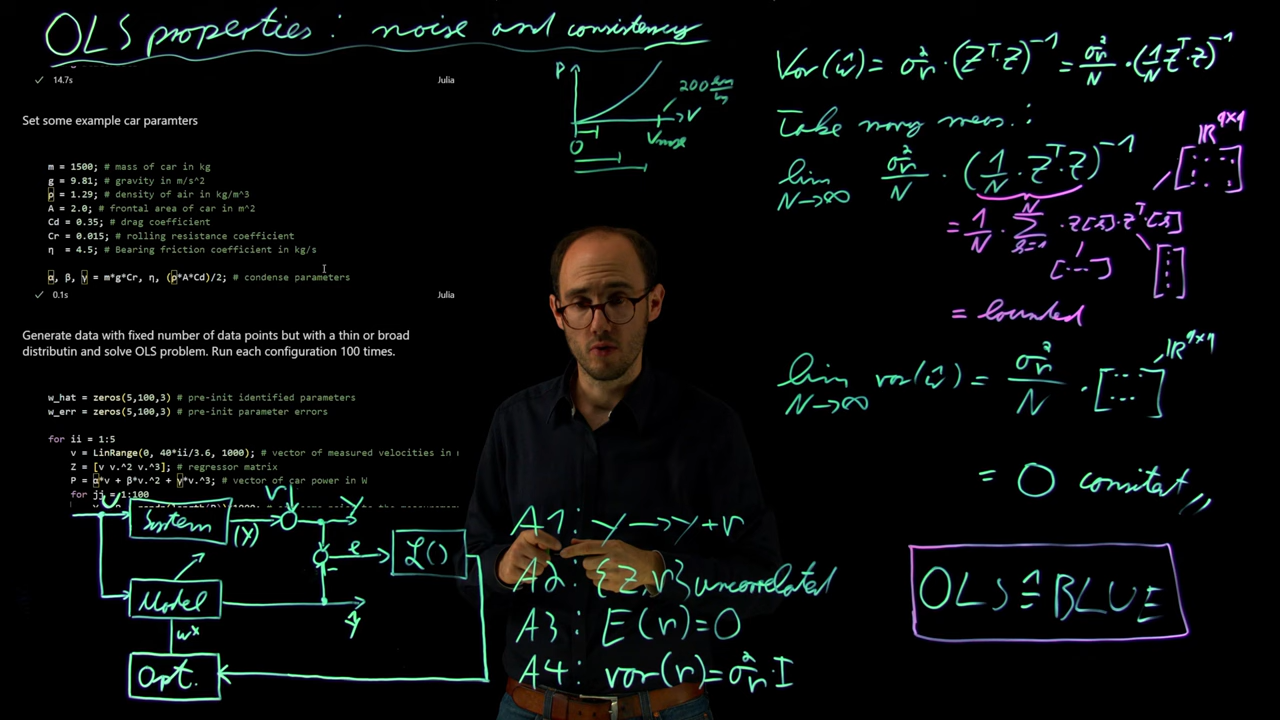 OLS properties: noise and consistency
14.7s Julia
Set some example car paramters
m = 1500; # mass of car in kg
g = 9.81; # gravity in m/s^2
ρ = 1.29; # density of air in kg/m^3
A = 2.0; # frontal area of car in m^2
Cd = 0.35; # drag coefficient
Cr = 0.015; # rolling resistance coefficient
η = 4.5; # Bearing friction coefficient in kg/s
α, β, γ = m*g*Cr, η, (ρ*A*Cd)/2; # condense parameters
0.1s Julia
Generate data with fixed number of data points but with a thin or broad
distributin and solve OLS problem. Run each configuration 100 times.
w_hat = zeros(5,100,3) # pre-init identified parameters
w_err = zeros(5,100,3) # pre-init parameter errors
for ii = 1:5
v = LinRange(0, 40*ii/3.6, 1000); # vector of measured velocities in
Z = [v v.^2 v.^3]; # regressor matrix
P = α*v + β*v.^2 + γ*v.^3; # vector of car power in W
for jj = 1:100
U System (X) r y
e L()
Model ŷ
w*
Opt.
P 200 km/h
V
0 Vmax
A1: y → y + r
A2: {Z r} uncorrelated
A3: E(r) = 0
A4: var(r) = σr² · I
Var(ŵ) = σr² · (Zᵀ·Z)⁻¹ = σr²/N · (1/N Zᵀ·Z)⁻¹
Take many meas.:
lim N→∞ σr²/N · (1/N · Zᵀ·Z)⁻¹ [⋯] ℝ^{q×q}
= 1/N · Σ_{k=1}^{N} · z[k] · zᵀ[k]
[⋯] [⋮]
= bounded
lim N→∞ var(ŵ) = σr²/N · [⋯] ℝ^{q×q}
= 0 consitent,,
OLS ≙ BLUE